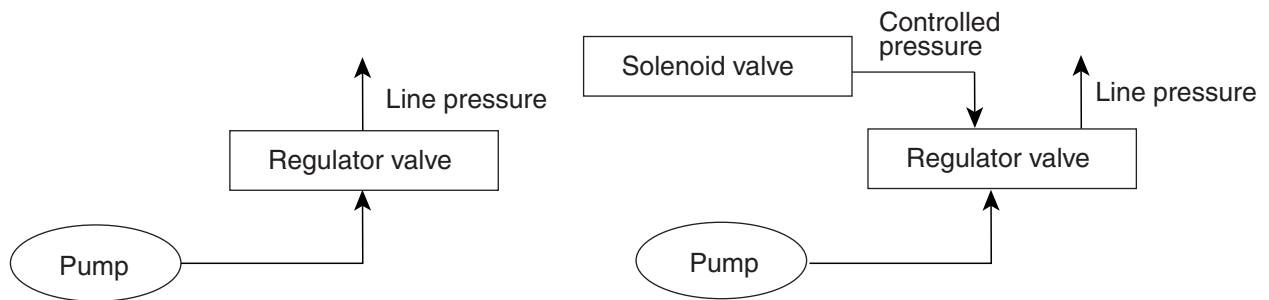 Line pressure
Regulator valve
Pump
Controlled
pressure
Solenoid valve
Line pressure
Regulator valve
Pump